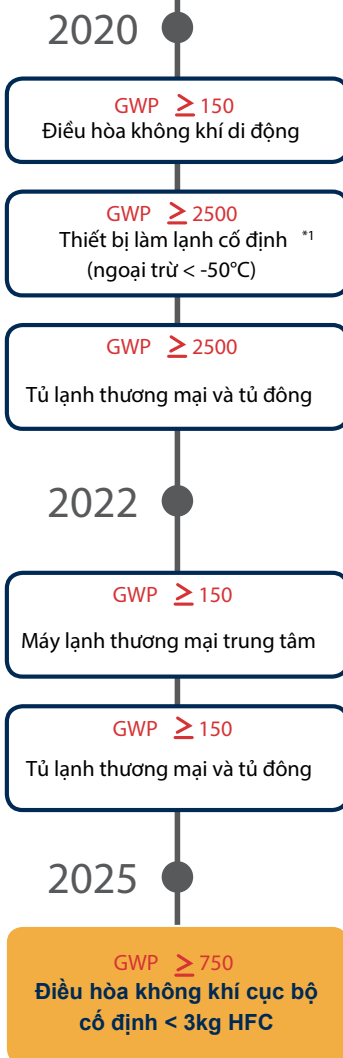 2020
GWP ≥ 150
Điều hòa không khí di động
GWP ≥ 2500
Thiết bị làm lạnh cố định *1
(ngoại trừ < -50°C)
GWP ≥ 2500
Tủ lạnh thương mại và tủ đông
2022
GWP ≥ 150
Máy lạnh thương mại trung tâm
GWP ≥ 150
Tủ lạnh thương mại và tủ đông
2025
GWP ≥ 750
Điều hòa không khí cục bộ
cố định < 3kg HFC